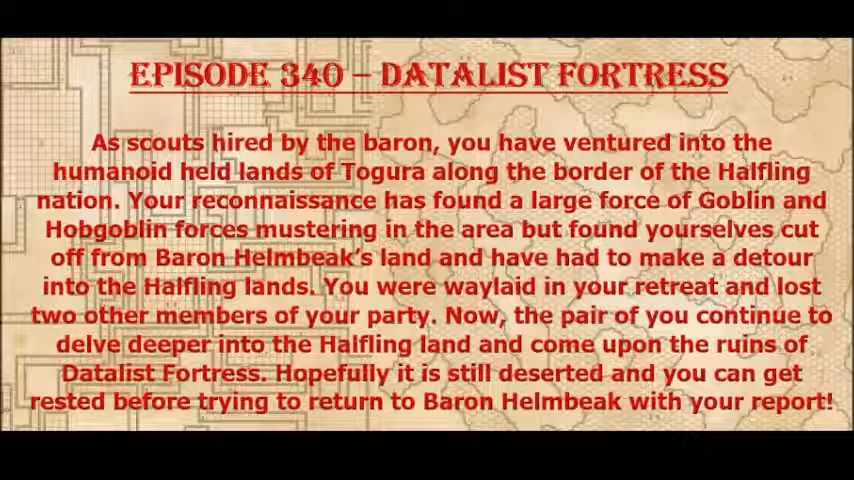 EPISODE 340 – DATALIST FORTRESS
As scouts hired by the baron, you have ventured into the
humanoid held lands of Togura along the border of the Halfling
nation. Your reconnaissance has found a large force of Goblin and
Hobgoblin forces mustering in the area but found yourselves cut
off from Baron Helmbeak’s land and have had to make a detour
into the Halfling lands. You were waylaid in your retreat and lost
two other members of your party. Now, the pair of you continue to
delve deeper into the Halfling land and come upon the ruins of
Datalist Fortress. Hopefully it is still deserted and you can get
rested before trying to return to Baron Helmbeak with your report!